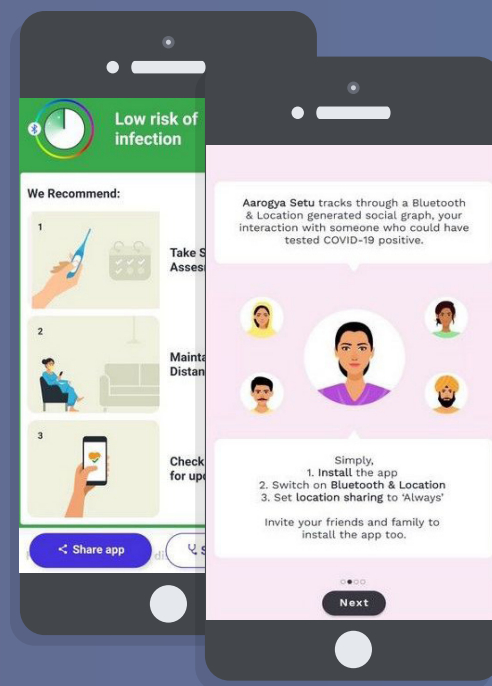 Low risk of
infection
We Recommend:
1
Take S
Asses
2
Mainta
Distan
3
Check
for up
Share app
Aarogya Setu tracks through a Bluetooth
& Location generated social graph, your
interaction with someone who could have
tested COVID-19 positive.
Simply,
1. Install the app
2. Switch on Bluetooth & Location
3. Set location sharing to ‘Always’
Invite your friends and family to
install the app too.
Next